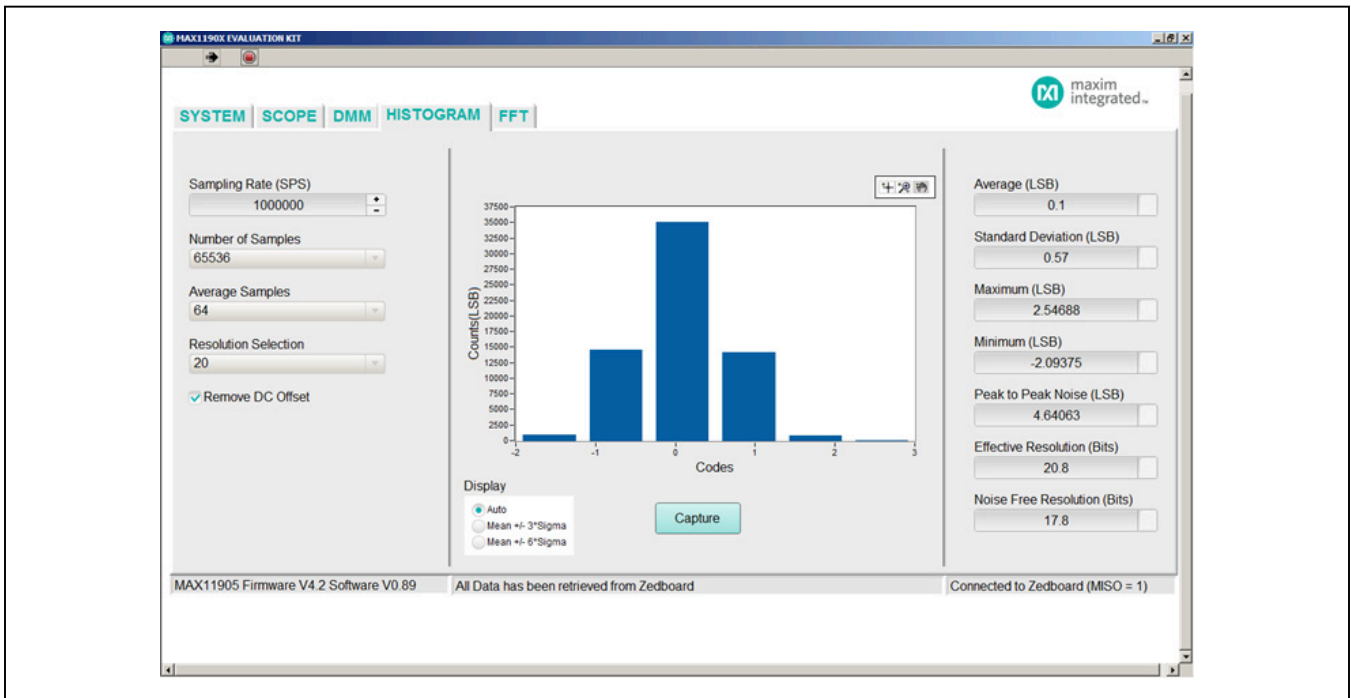 MAX1190X EVALUATION KIT
maxim
integrated™
SYSTEM SCOPE DMM HISTOGRAM FFT
Sampling Rate (SPS)
1000000
Number of Samples
65536
Average Samples
64
Resolution Selection
20
Remove DC Offset
Counts(LSB)
37500
35000
32500
30000
27500
25000
22500
20000
17500
15000
12500
10000
7500
5000
2500
0
-2 -1 0 1 2 3
Codes
Display
Auto
Mean +/- 3*Sigma
Mean +/- 6*Sigma
Capture
Average (LSB)
0.1
Standard Deviation (LSB)
0.57
Maximum (LSB)
2.54688
Minimum (LSB)
-2.09375
Peak to Peak Noise (LSB)
4.64063
Effective Resolution (Bits)
20.8
Noise Free Resolution (Bits)
17.8
MAX11905 Firmware V4.2 Software V0.89
All Data has been retrieved from Zedboard
Connected to Zedboard (MISO = 1)